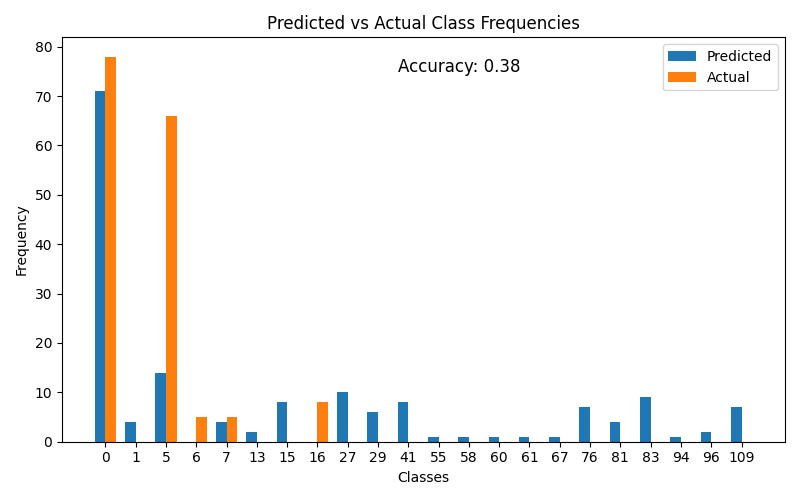 Predicted vs Actual Class Frequencies
Accuracy: 0.38
Predicted
Actual
Frequency
80
70
60
50
40
30
20
10
0
0 1 5 6 7 13 15 16 27 29 41 55 58 60 61 67 76 81 83 94 96 109
Classes